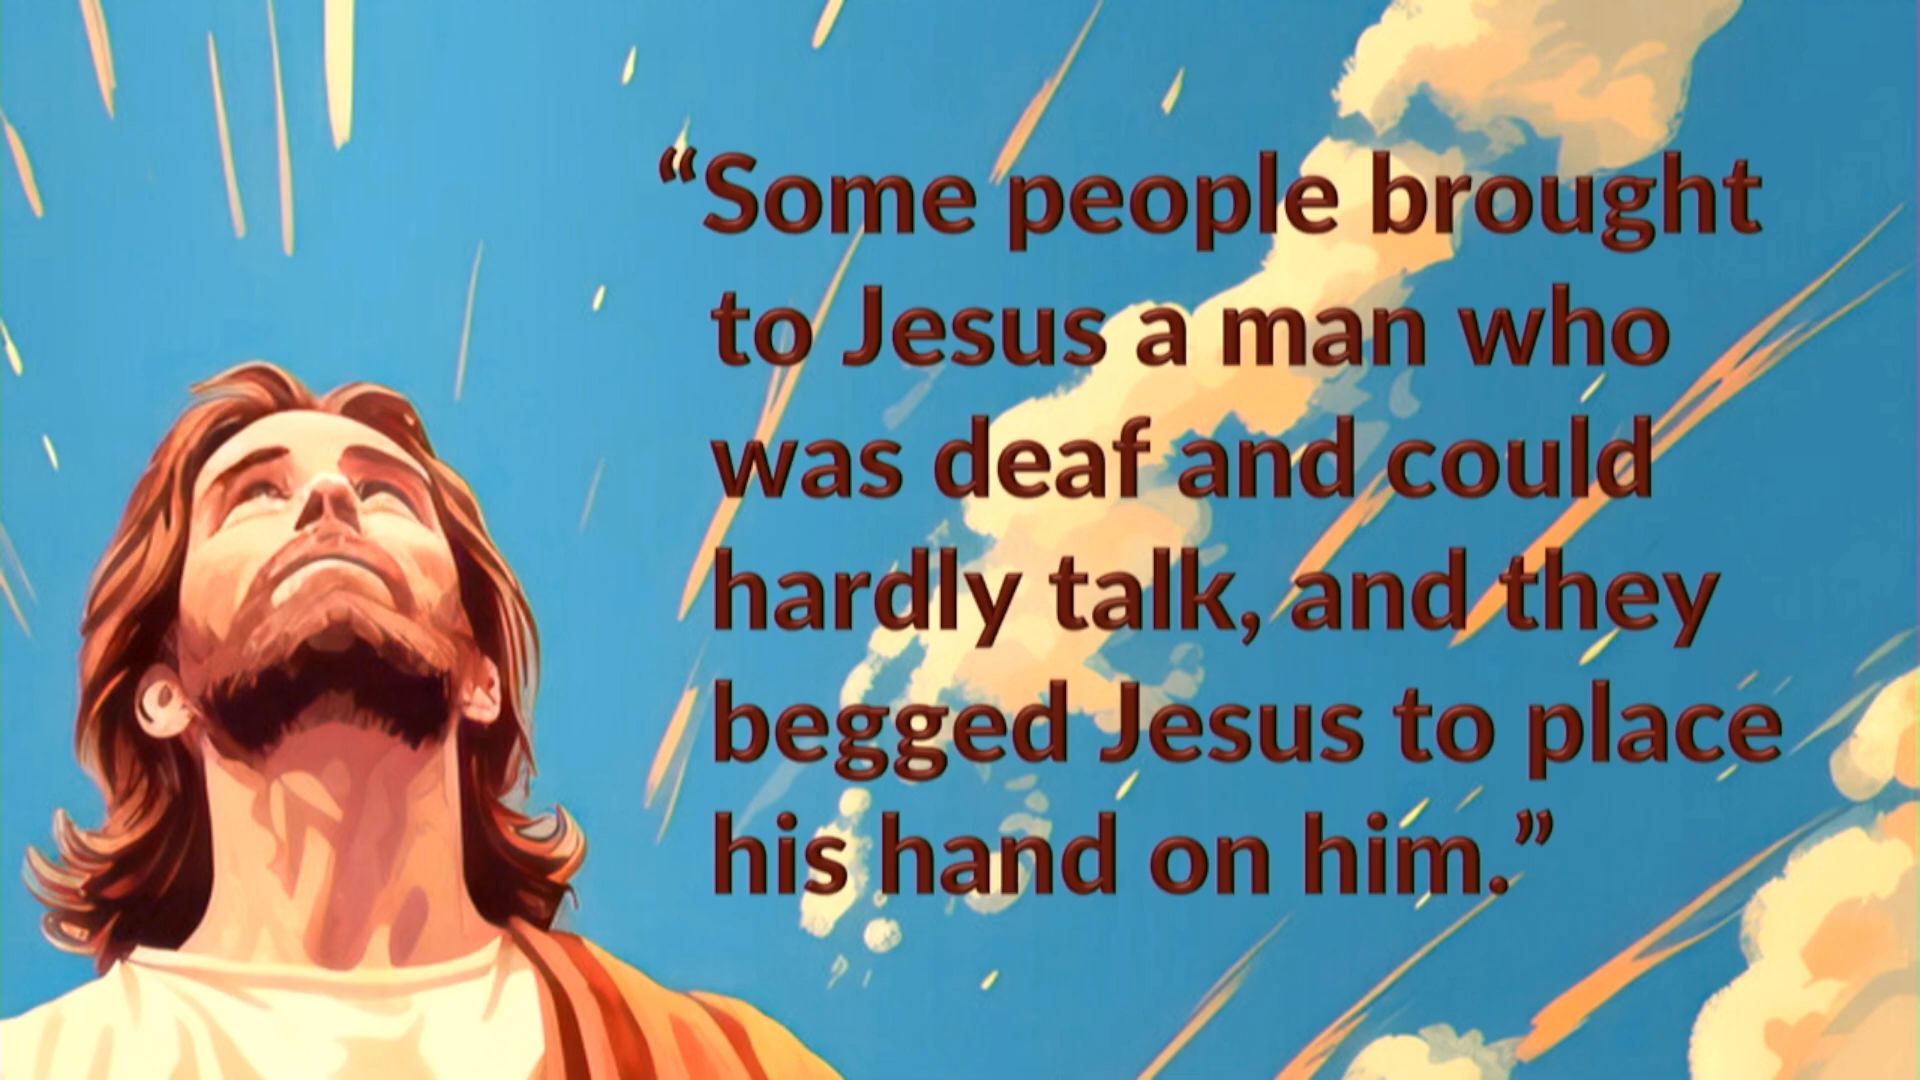 “Some people brought
to Jesus a man who
was deaf and could
hardly talk, and they
begged Jesus to place
his hand on him.”